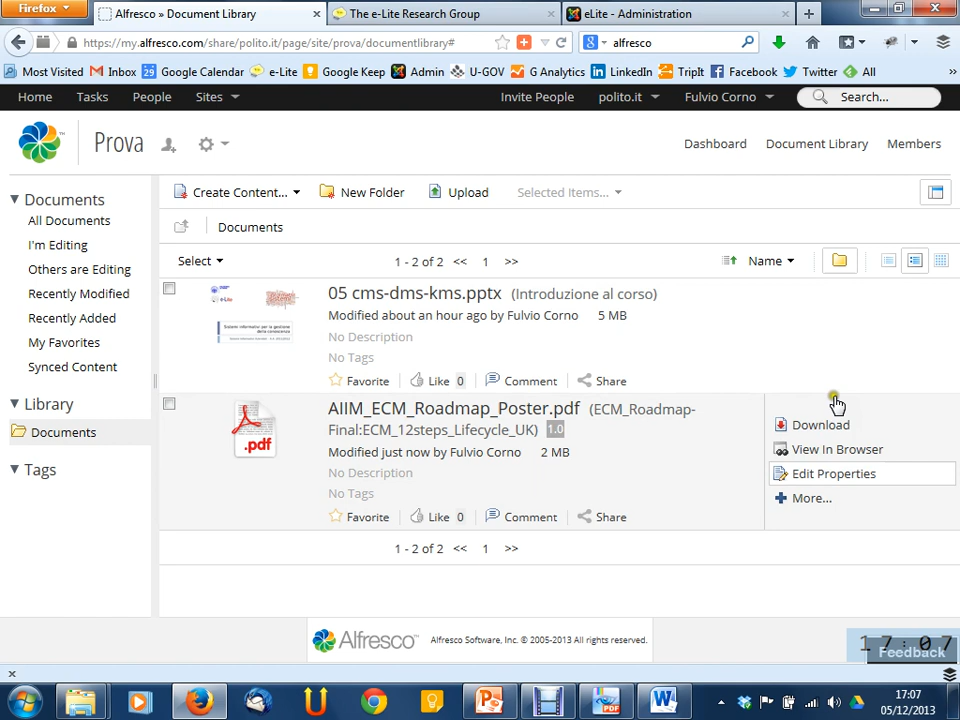 Firefox
Alfresco » Document Library
The e-Lite Research Group
eLite - Administration
https://my.alfresco.com/share/polito.it/page/site/prova/documentlibrary#
alfresco
Most Visited
Inbox
Google Calendar
e-Lite
Google Keep
Admin
U-GOV
G Analytics
LinkedIn
TripIt
Facebook
Twitter
All
Home
Tasks
People
Sites
Invite People
polito.it
Fulvio Corno
Search...
Prova
Dashboard
Document Library
Members
Documents
All Documents
I'm Editing
Others are Editing
Recently Modified
Recently Added
My Favorites
Synced Content
Library
Documents
Tags
Create Content...
New Folder
Upload
Selected Items...
Documents
Select
1 - 2 of 2 << 1 >>
Name
05 cms-dms-kms.pptx (Introduzione al corso)
Modified about an hour ago by Fulvio Corno 5 MB
No Description
No Tags
Favorite
Like 0
Comment
Share
.pdf
AIIM_ECM_Roadmap_Poster.pdf (ECM_Roadmap-
Final:ECM_12steps_Lifecycle_UK) 1.0
Modified just now by Fulvio Corno 2 MB
No Description
No Tags
Favorite
Like 0
Comment
Share
Download
View In Browser
Edit Properties
More...
1 - 2 of 2 << 1 >>
Alfresco™
Alfresco Software, Inc. © 2005-2013 All rights reserved.
17:07
Feedback
17:07
05/12/2013